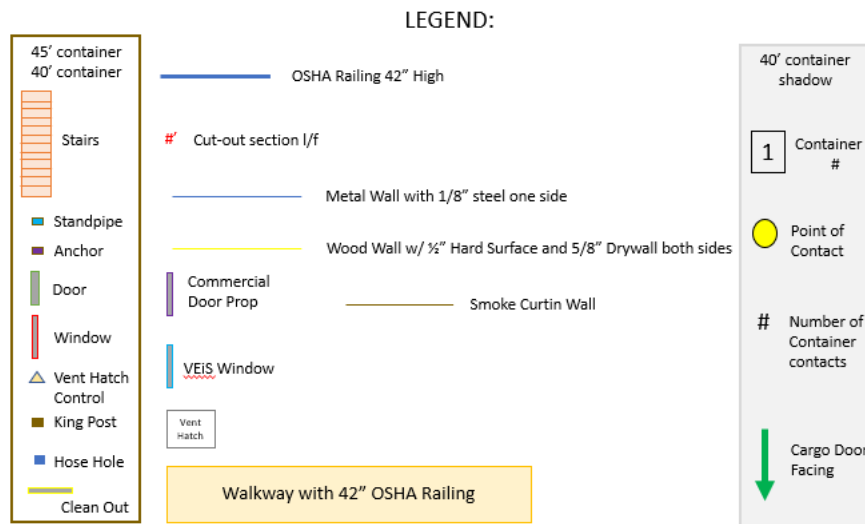 LEGEND:
45' container
40' container
Stairs
Standpipe
Anchor
Door
Window
Vent Hatch
Control
King Post
Hose Hole
Clean Out
OSHA Railing 42" High
#' Cut-out section l/f
Metal Wall with 1/8" steel one side
Wood Wall w/ ½" Hard Surface and 5/8" Drywall both sides
Commercial
Door Prop
Smoke Curtin Wall
VEiS Window
Vent
Hatch
Walkway with 42" OSHA Railing
40' container
shadow
1 Container
#
Point of
Contact
# Number of
Container
contacts
Cargo Door
Facing